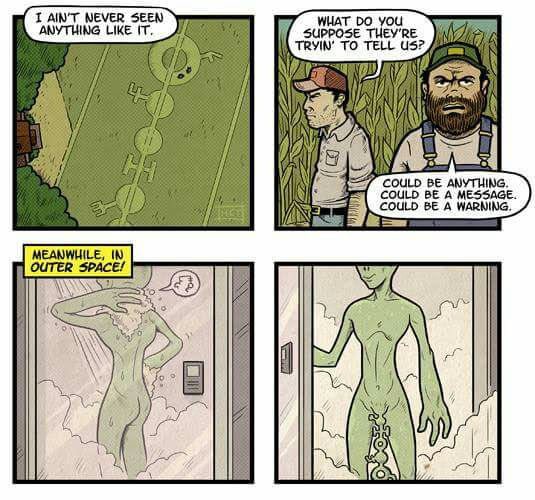 I AIN'T NEVER SEEN
ANYTHING LIKE IT.
WHAT DO YOU
SUPPOSE THEY'RE
TRYIN' TO TELL US?
COULD BE ANYTHING.
COULD BE A MESSAGE.
COULD BE A WARNING.
MEANWHILE, IN
OUTER SPACE!